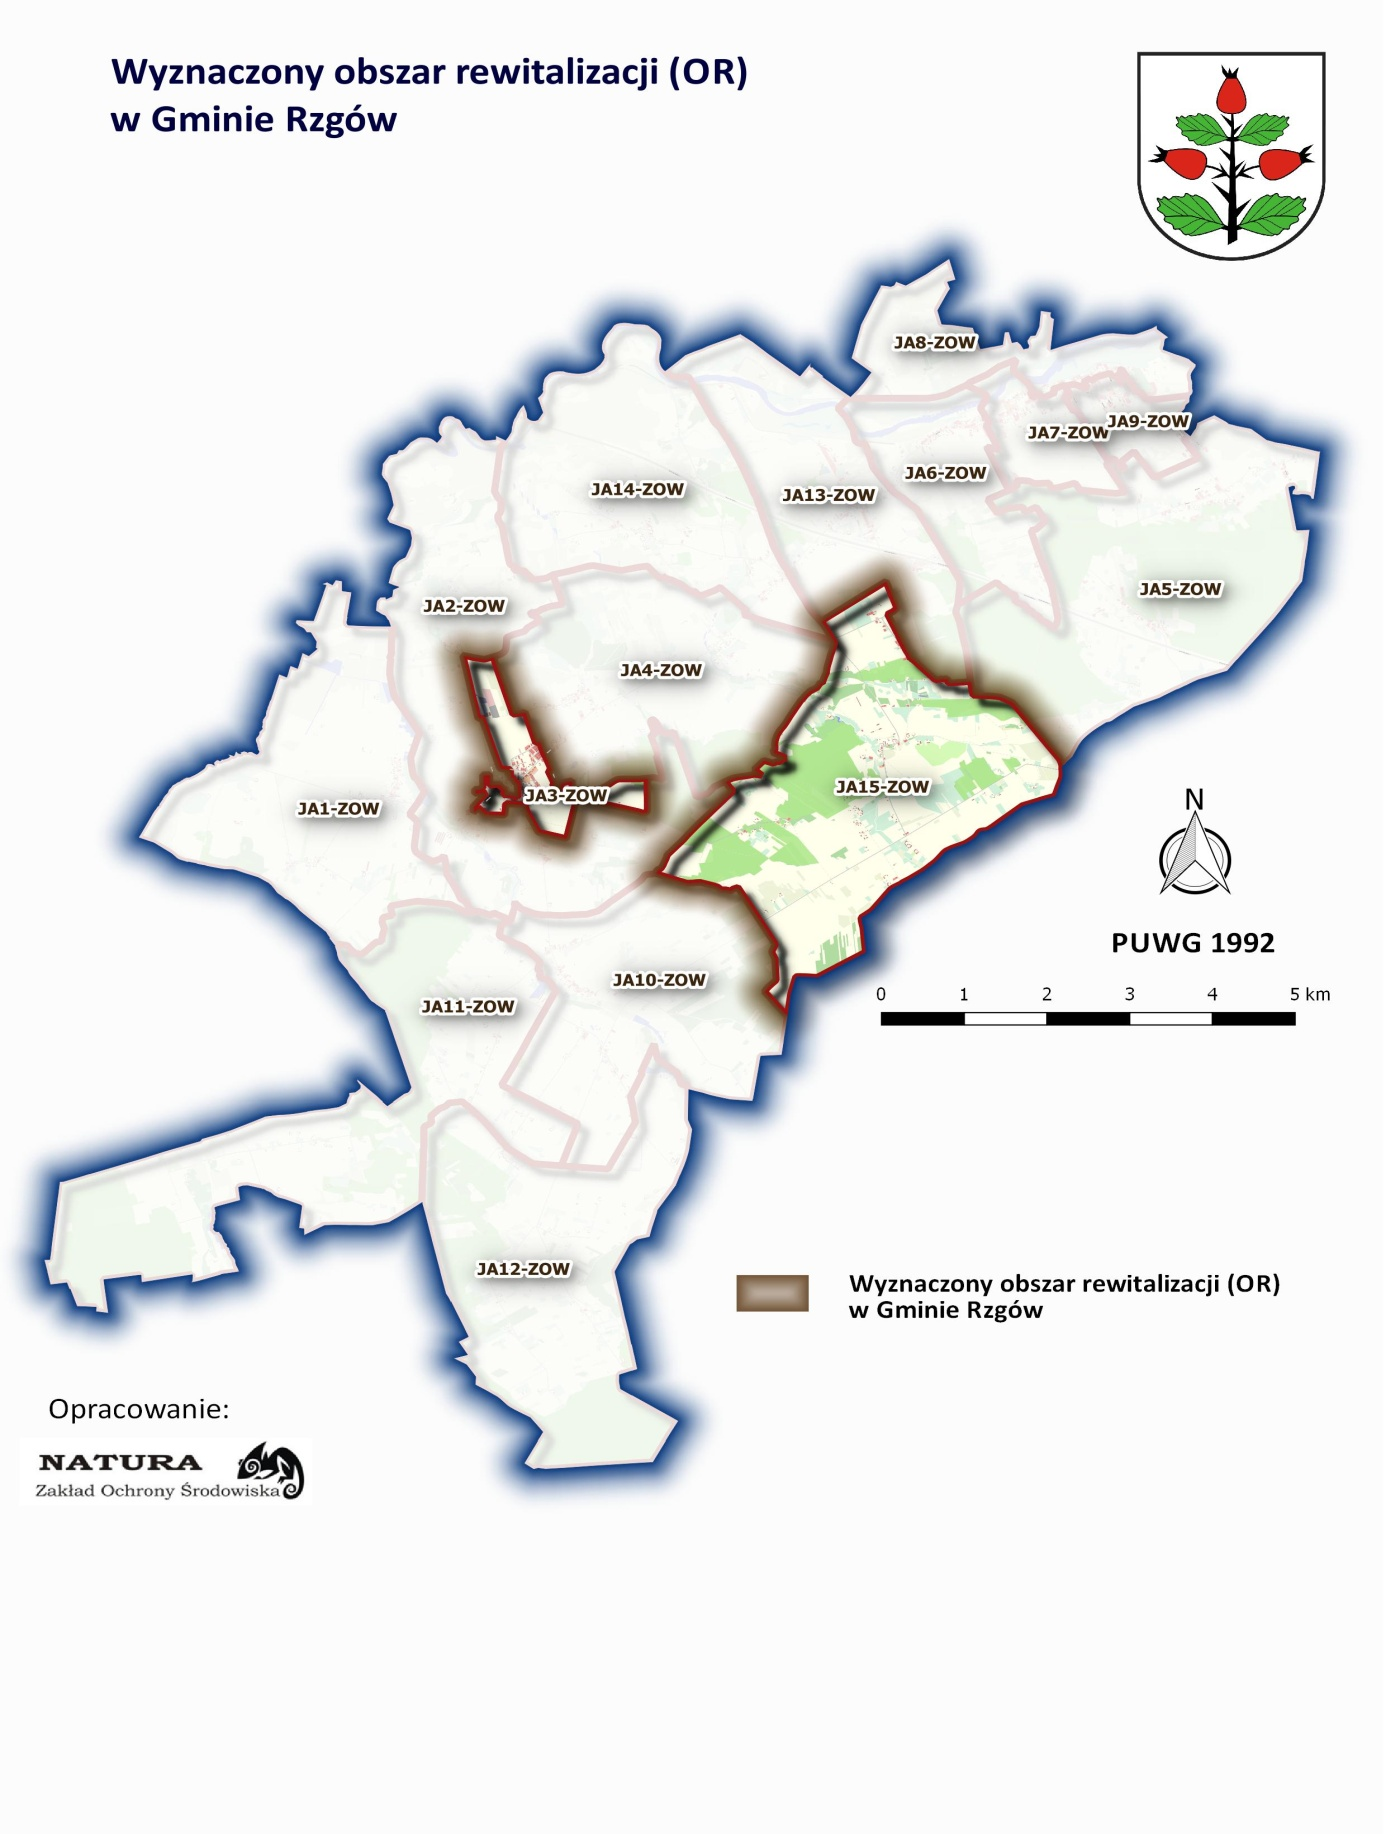 Wyznaczony obszar rewitalizacji (OR)
w Gminie Rzgów
JA8-ZOW
JA9-ZOW
JA7-ZOW
JA6-ZOW
JA14-ZOW
JA13-ZOW
JA5-ZOW
JA2-ZOW
JA4-ZOW
JA15-ZOW
JA3-ZOW
JA1-ZOW
N
PUWG 1992
JA10-ZOW
0 1 2 3 4 5 km
JA11-ZOW
JA12-ZOW
Wyznaczony obszar rewitalizacji (OR)
w Gminie Rzgów
Opracowanie:
NATURA
Zakład Ochrony Środowiska